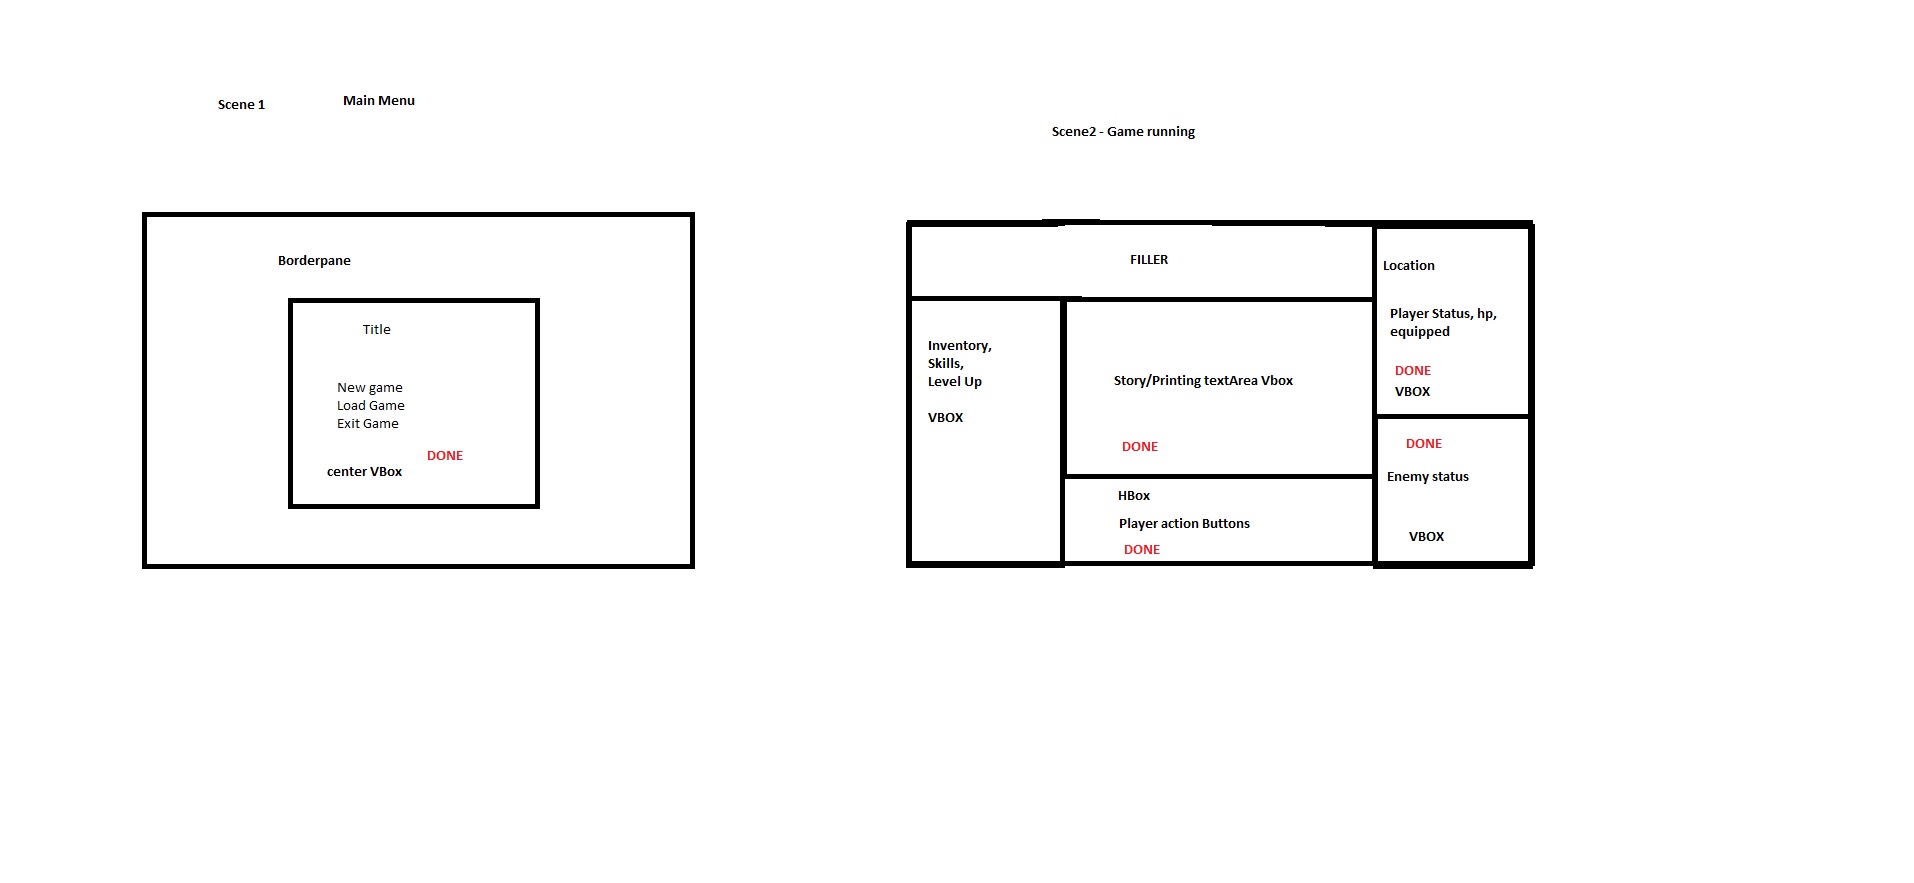 Scene 1
Main Menu
Borderpane
Title
New game
Load Game
Exit Game
DONE
center VBox
Scene2 - Game running
FILLER
Inventory,
Skills,
Level Up
VBOX
Story/Printing textArea Vbox
DONE
HBox
Player action Buttons
DONE
Location
Player Status, hp,
equipped
DONE
VBOX
DONE
Enemy status
VBOX